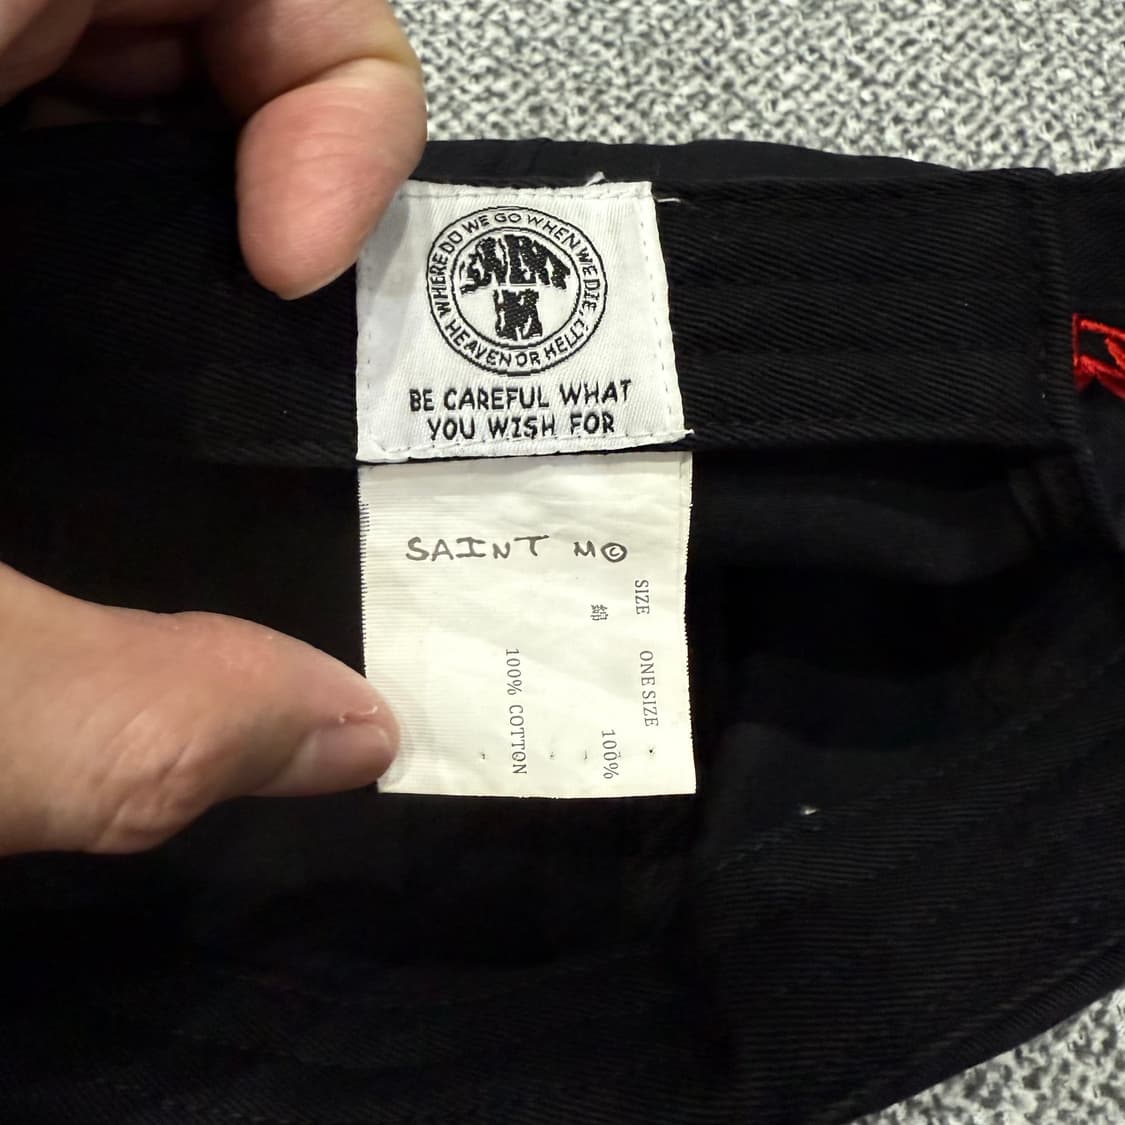 WHERE DO WE GO WHEN WE DIE,
HEAVEN OR HELL?
SAINT
M
BE CAREFUL WHAT
YOU WISH FOR
SAINT M©
SIZE ONE SIZE
綿 100%
100% COTTON